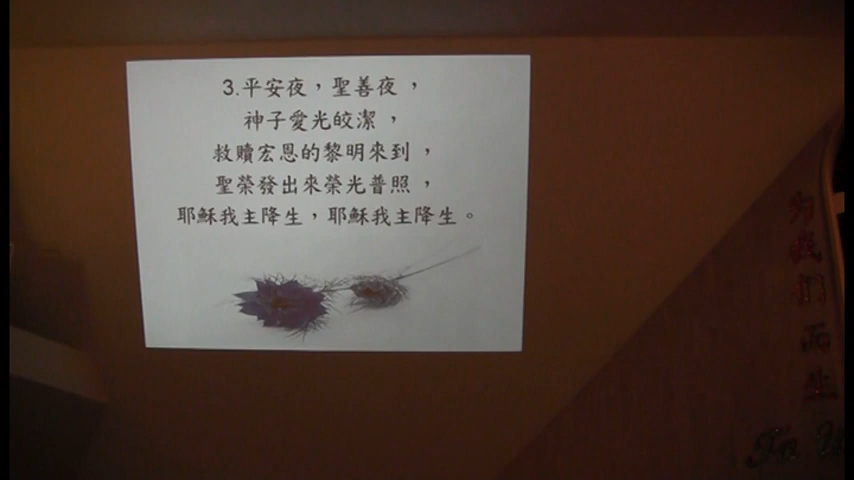 3.平安夜，聖善夜，
神子愛光皎潔，
救贖宏恩的黎明來到，
聖榮發出來榮光普照，
耶穌我主降生，耶穌我主降生。
为我們而生